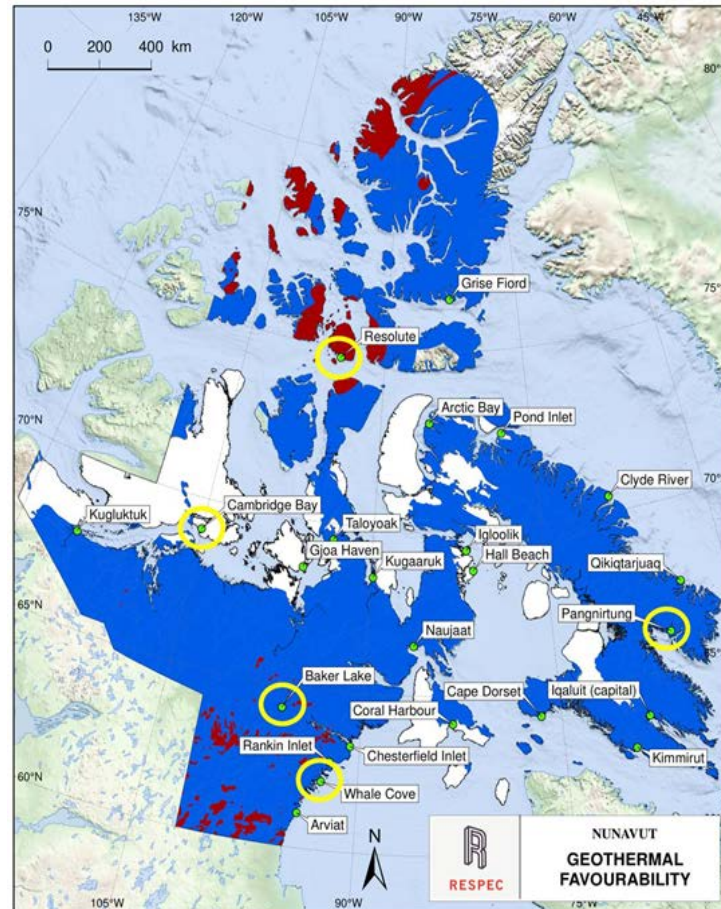 135°W
120°W
105°W
90°W
75°W
60°W
45°W
0 200 400 km
80°
75°N
75°
Grise Fiord
Resolute
70°N
Arctic Bay
Pond Inlet
Clyde River
70°
Kugluktuk
Cambridge Bay
Taloyoak
Igloolik
Gjoa Haven
Kugaaruk
Hall Beach
Qikiqtarjuaq
65°N
Pangnirtung
Naujaat
Baker Lake
Cape Dorset
Iqaluit (capital)
Coral Harbour
Rankin Inlet
Chesterfield Inlet
Kimmirut
60°N
Whale Cove
Arviat
N
RESPEC
NUNAVUT
GEOTHERMAL
FAVOURABILITY
105°W
90°W
75°W